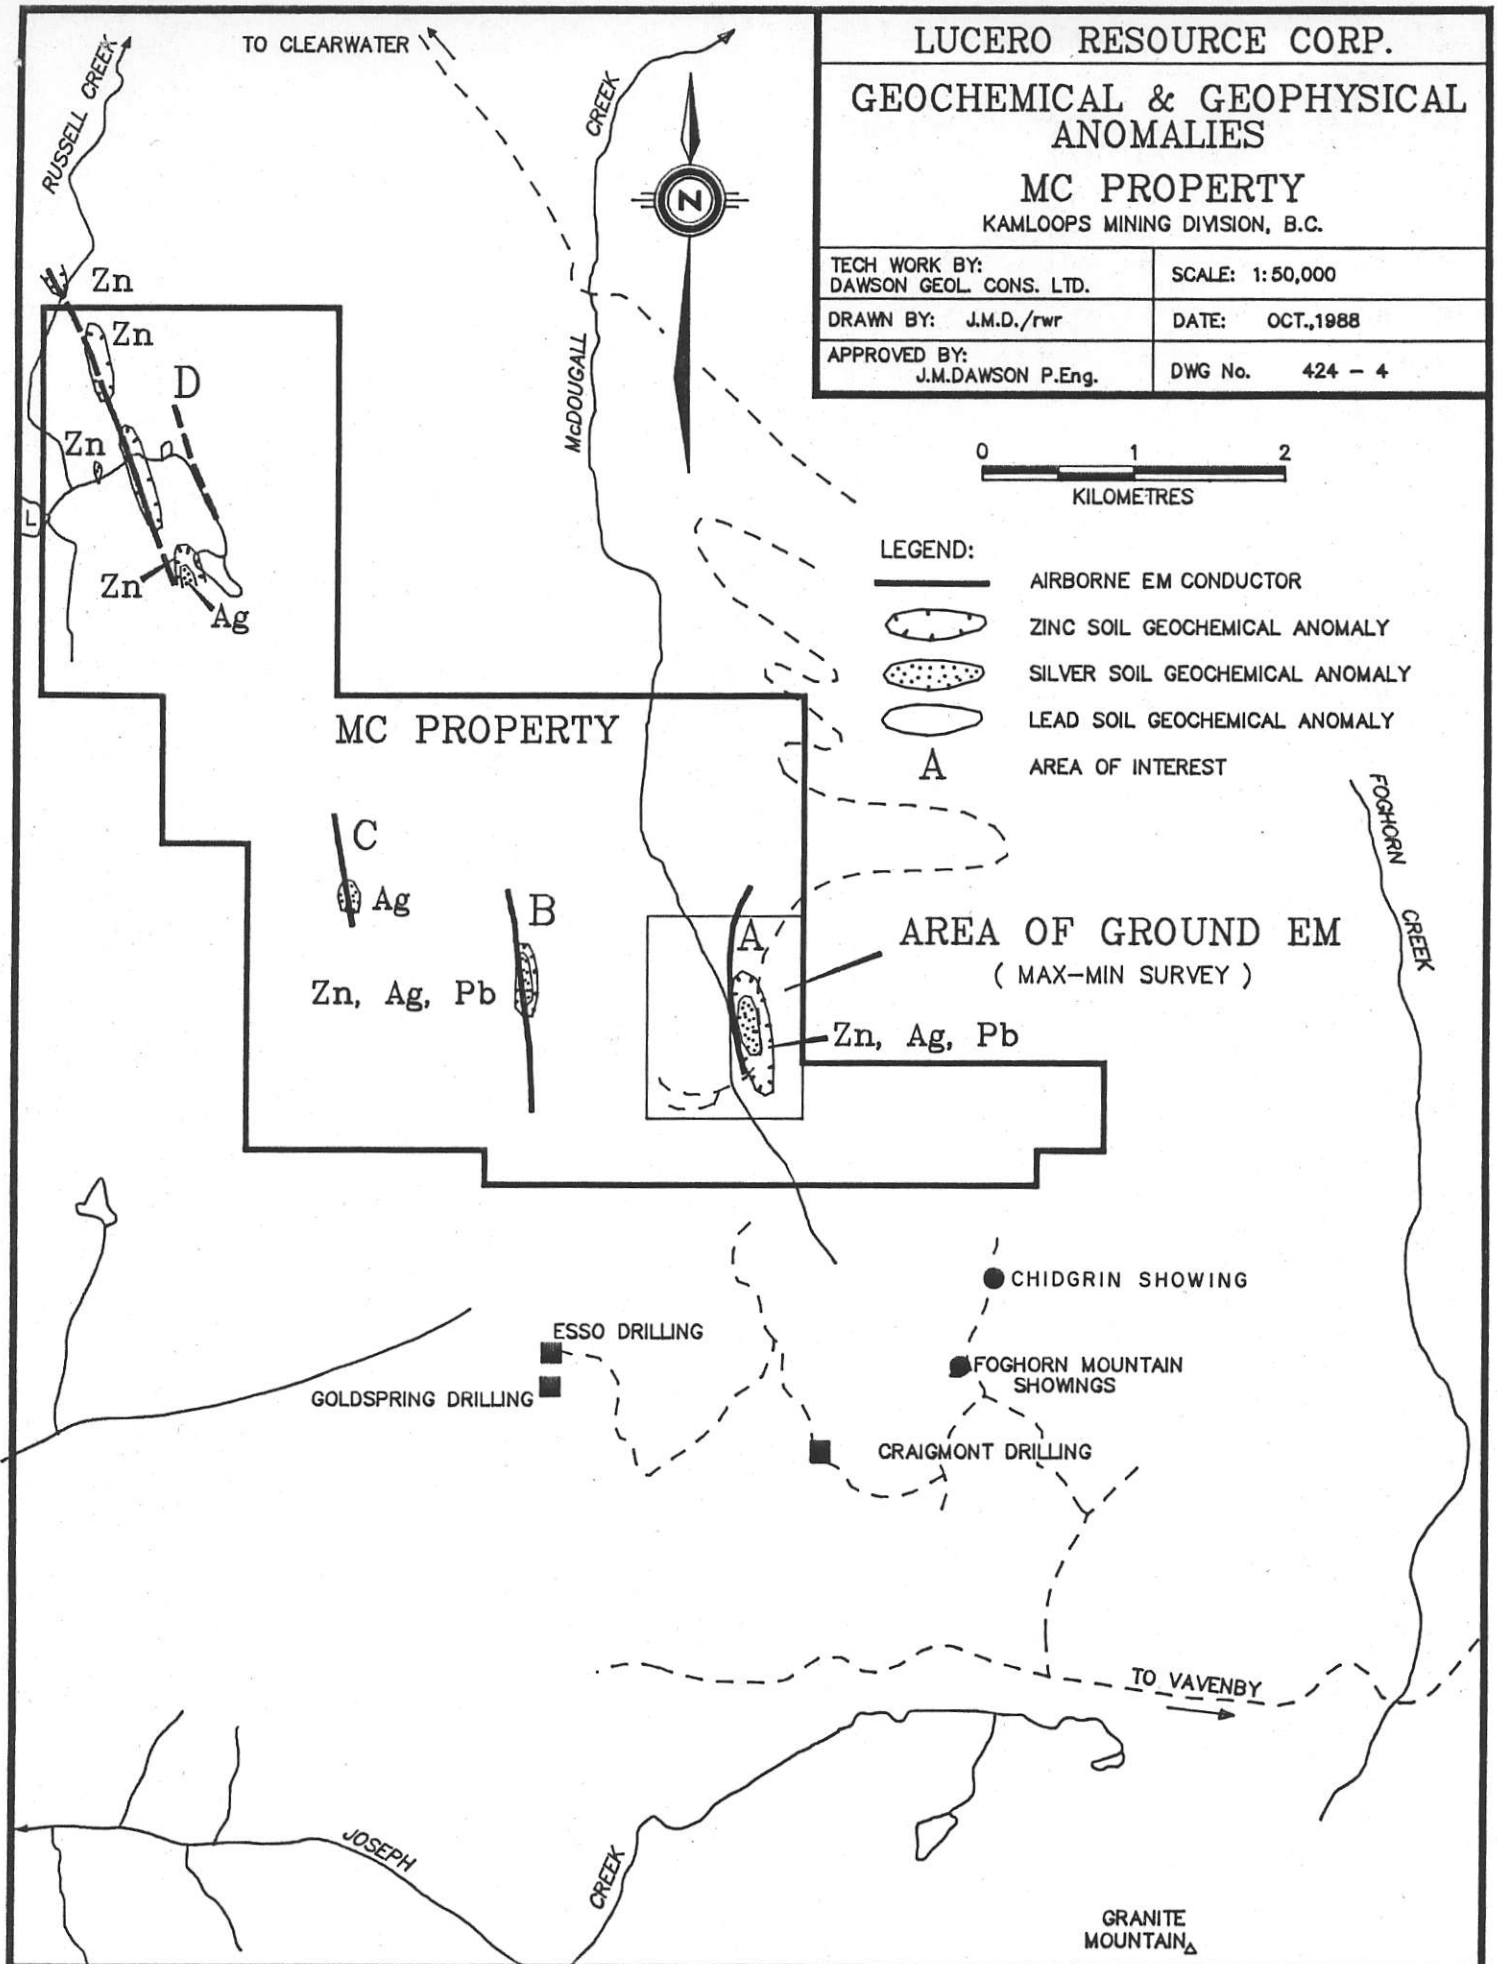 LUCERO RESOURCE CORP.
GEOCHEMICAL & GEOPHYSICAL
ANOMALIES
MC PROPERTY
KAMLOOPS MINING DIVISION, B.C.
TECH WORK BY:
DAWSON GEOL. CONS. LTD.
SCALE: 1:50,000
DRAWN BY: J.M.D./rwr
DATE: OCT.,1988
APPROVED BY:
J.M.DAWSON P.Eng.
DWG No. 424 - 4
TO CLEARWATER
RUSSELL CREEK
McDOUGALL CREEK
N
Zn
Zn
D
Zn
L
Zn
Ag
0 1 2
KILOMETRES
LEGEND:
AIRBORNE EM CONDUCTOR
ZINC SOIL GEOCHEMICAL ANOMALY
SILVER SOIL GEOCHEMICAL ANOMALY
LEAD SOIL GEOCHEMICAL ANOMALY
A AREA OF INTEREST
MC PROPERTY
C
Ag
B
Zn, Ag, Pb
A
AREA OF GROUND EM
( MAX-MIN SURVEY )
Zn, Ag, Pb
FOGHORN CREEK
CHIDGRIN SHOWING
ESSO DRILLING
FOGHORN MOUNTAIN
SHOWINGS
GOLDSPRING DRILLING
CRAIGMONT DRILLING
TO VAVENBY
JOSEPH CREEK
GRANITE
MOUNTAIN